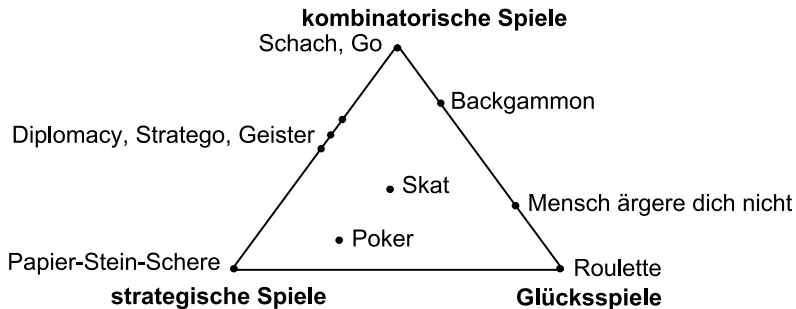 kombinatorische Spiele
Schach, Go
Backgammon
Diplomacy, Stratego, Geister
Skat
Mensch ärgere dich nicht
Poker
Papier-Stein-Schere
Roulette
strategische Spiele
Glücksspiele